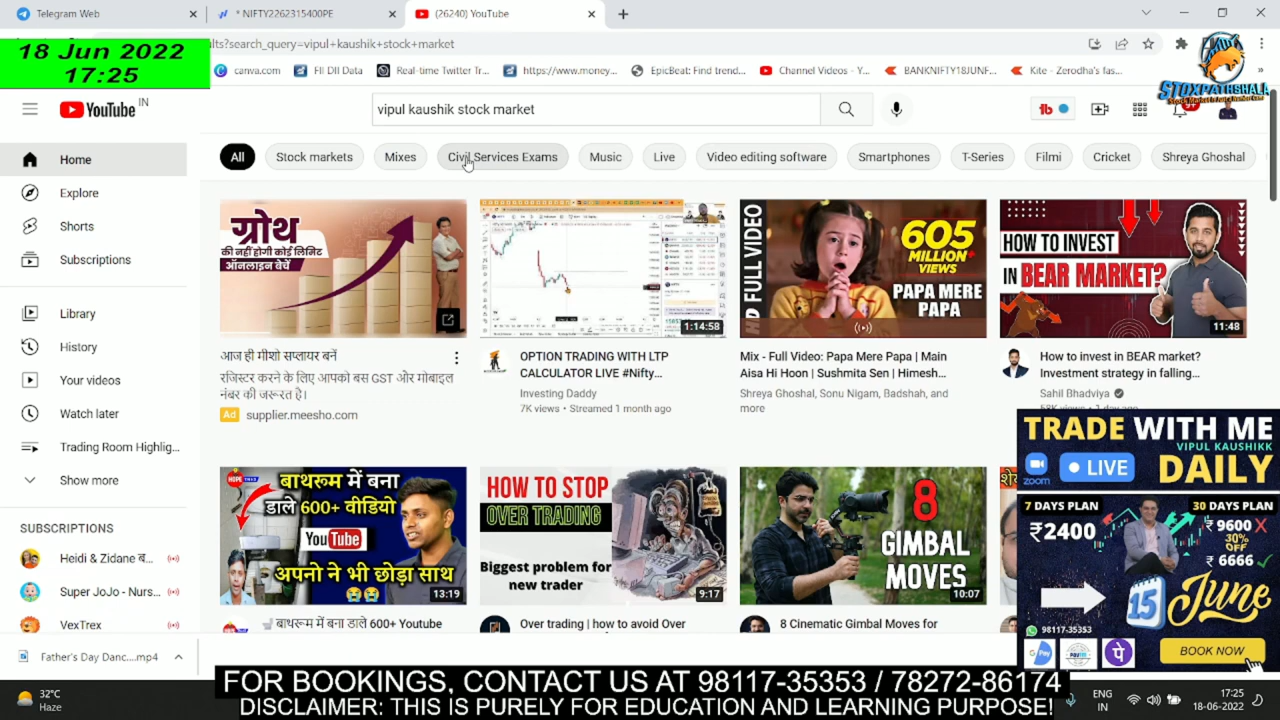 Telegram Web
* NIFTY2262315400PE
(26240) YouTube
18 Jun 2022
17:25
ults?search_query=vipul+kaushik+stock+market
canva.com
FII DII Data
Real-time Twitter Tr...
https://www.money...
EpicBeat: Find trend...
Channel Videos - Y...
BANKNIFTY18JUNF...
Kite - Zerodha's fas...
STOXPATHSHALA
YouTube IN
vipul kaushik stock market
9+
All
Stock markets
Mixes
Civil Services Exams
Music
Live
Video editing software
Smartphones
T-Series
Filmi
Cricket
Shreya Ghoshal
Home
Explore
Shorts
Subscriptions
Library
History
Your videos
Watch later
Trading Room Highlig...
Show more
SUBSCRIPTIONS
Heidi & Zidane ब...
Super JoJo - Nurs...
VexTrex
ग्रोथ
की नहीं होगी कोई लिमिट
ऑनलाइन बेचें
1:14:58
HD FULL VIDEO
605
MILLION+
VIEWS
PAPA MERE
PAPA
HOW TO INVEST
IN BEAR MARKET?
11:48
आज ही मीशो सप्लायर बनें
रजिस्टर करने के लिए आपको बस GST और मोबाइल
नंबर की जरूरत है।
Ad supplier.meesho.com
OPTION TRADING WITH LTP
CALCULATOR LIVE #Nifty...
Investing Daddy
7K views • Streamed 1 month ago
Mix - Full Video: Papa Mere Papa | Main
Aisa Hi Hoon | Sushmita Sen | Himesh...
Shreya Ghoshal, Sonu Nigam, Badshah, and
more
How to invest in BEAR market?
Investment strategy in falling...
Sahil Bhadviya
58K views • 1 day ago
बाथरूम में बना
डाले 600+ वीडियो
YouTube
अपनो ने भी छोड़ा साथ
13:19
HOW TO STOP
OVER TRADING
Biggest problem for
new trader
9:17
8
GIMBAL
MOVES
10:07
बाथरूम में बना डाले 600+ Youtube
Over trading | how to avoid Over
8 Cinematic Gimbal Moves for
TRADE WITH ME
VIPUL KAUSHIKK
zoom
LIVE
DAILY
7 DAYS PLAN
₹2400
30 DAYS PLAN
₹ 9600 X
30%
OFF
₹ 6666
15 June
98117-35353
G Pay
BOOK NOW
Father's Day Danc....mp4
FOR BOOKINGS, CONTACT US AT 98117-35353 / 78272-86174
DISCLAIMER: THIS IS PURELY FOR EDUCATION AND LEARNING PURPOSE!
32°C
Haze
ENG
IN
17:25
18-06-2022